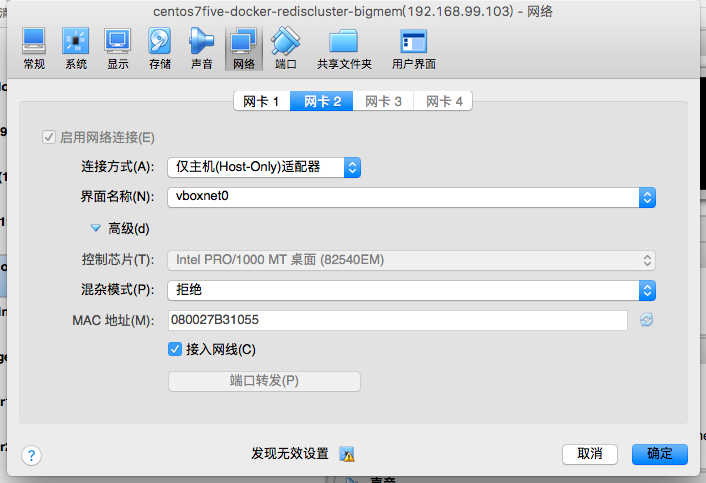 centos7five-docker-rediscluster-bigmem(192.168.99.103) - 网络
常规 系统 显示 存储 声音 网络 端口 共享文件夹 用户界面
网卡 1 网卡 2 网卡 3 网卡 4
启用网络连接(E)
连接方式(A): 仅主机(Host-Only)适配器
界面名称(N): vboxnet0
高级(d)
控制芯片(T): Intel PRO/1000 MT 桌面 (82540EM)
混杂模式(P): 拒绝
MAC 地址(M): 080027B31055
接入网线(C)
端口转发(P)
? 发现无效设置 取消 确定
声音